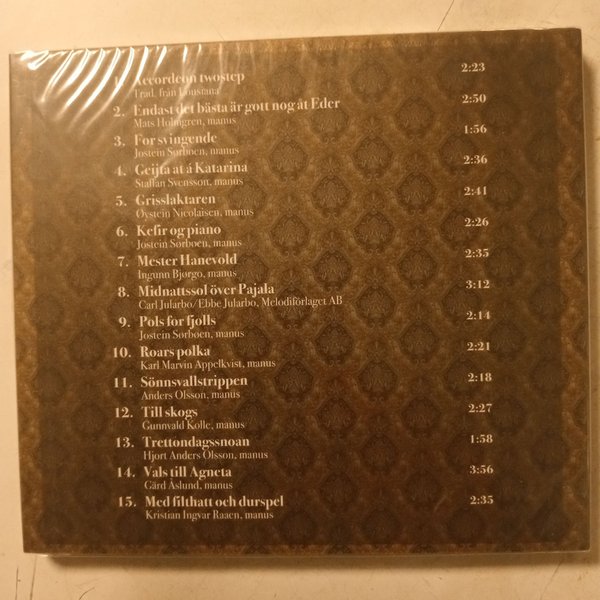 1. Accordeon twostep 2:23
Trad. från Louisiana
2. Endast det bästa är gott nog åt Eder 2:50
Mats Holmgren, manus
3. For svingende 1:56
Jostein Sørbøen, manus
4. Geijta at á Katarina 2:36
Staffan Svensson, manus
5. Grisslaktaren 2:41
Øystein Nicolaisen, manus
6. Kefir og piano 2:26
Jostein Sørbøen, manus
7. Mester Hanevold 2:35
Ingunn Bjørgo, manus
8. Midnattssol över Pajala 3:12
Carl Jularbo/Ebbe Jularbo, Melodiförlaget AB
9. Pols for fjolls 2:14
Jostein Sørbøen, manus
10. Roars polka 2:21
Karl Marvin Appelkvist, manus
11. Sönnsvallstrippen 2:18
Anders Olsson, manus
12. Till skogs 2:27
Gunnvald Kolle, manus
13. Trettondagssnoan 1:58
Hjort Anders Olsson, manus
14. Vals till Agneta 3:56
Gärd Åslund, manus
15. Med filthatt och durspel 2:35
Kristian Ingvar Raaen, manus